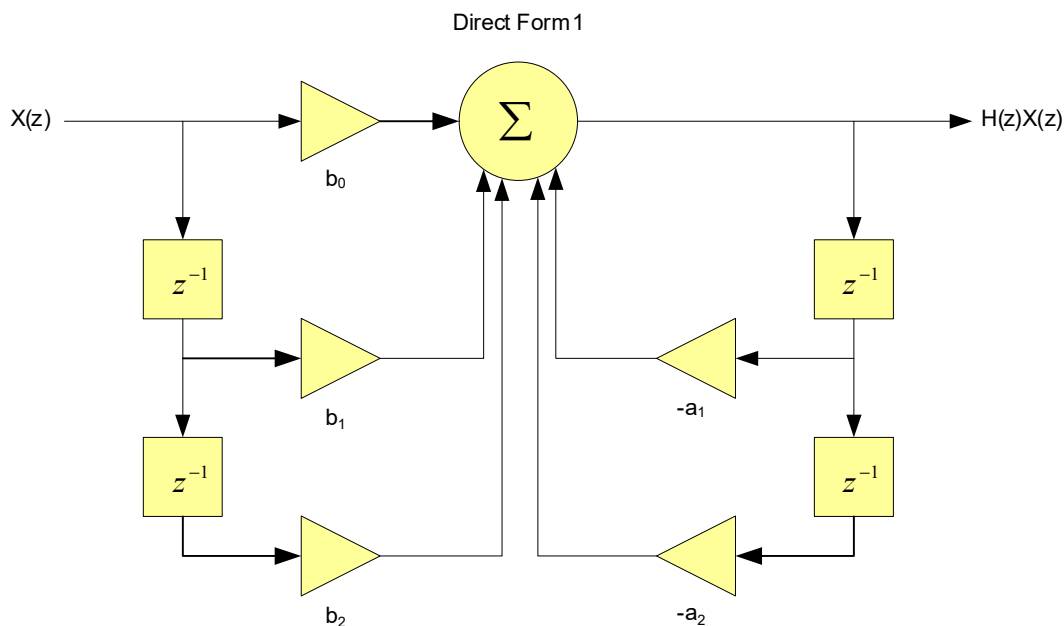 Direct Form 1
X(z)
∑
H(z)X(z)
b₀
z⁻¹
z⁻¹
b₁
-a₁
z⁻¹
z⁻¹
b₂
-a₂